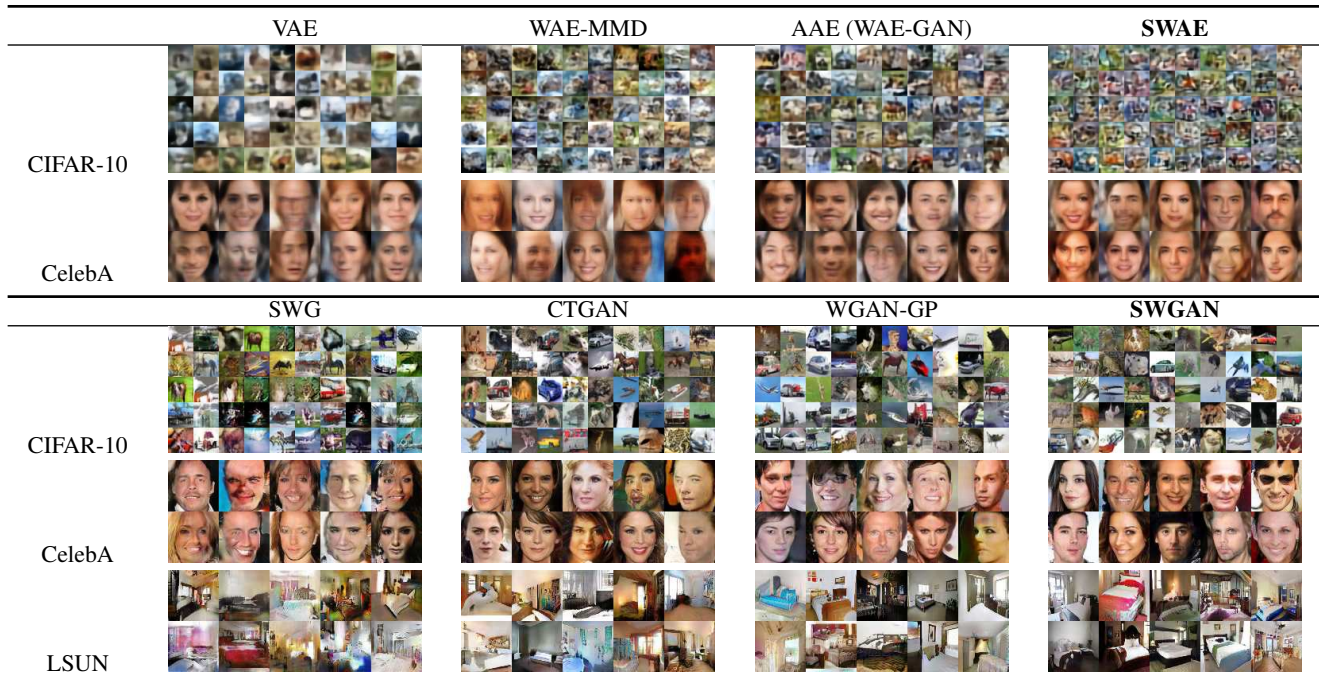 VAE WAE-MMD AAE (WAE-GAN) SWAE
CIFAR-10
CelebA
SWG CTGAN WGAN-GP SWGAN
CIFAR-10
CelebA
LSUN